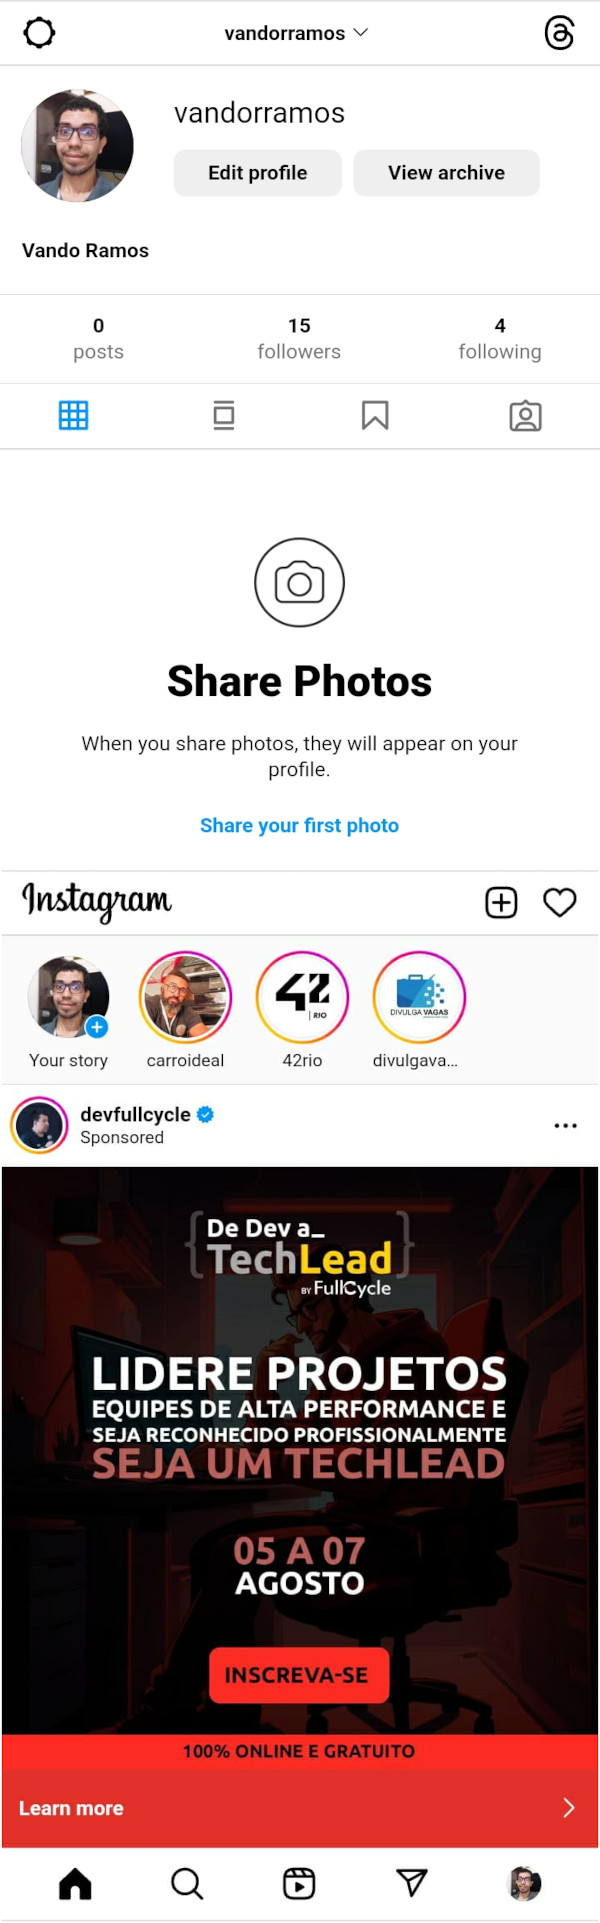 vandorramos
vandorramos
Edit profile
View archive
Vando Ramos
0
posts
15
followers
4
following
Share Photos
When you share photos, they will appear on your
profile.
Share your first photo
Instagram
Your story
carroideal
42
RIO
42rio
DIVULGA VAGAS
divulgava...
devfullcycle
Sponsored
{De Dev a_
TechLead}
BY FullCycle
LIDERE PROJETOS
EQUIPES DE ALTA PERFORMANCE E
SEJA RECONHECIDO PROFISSIONALMENTE
SEJA UM TECHLEAD
05 A 07
AGOSTO
INSCREVA-SE
100% ONLINE E GRATUITO
Learn more